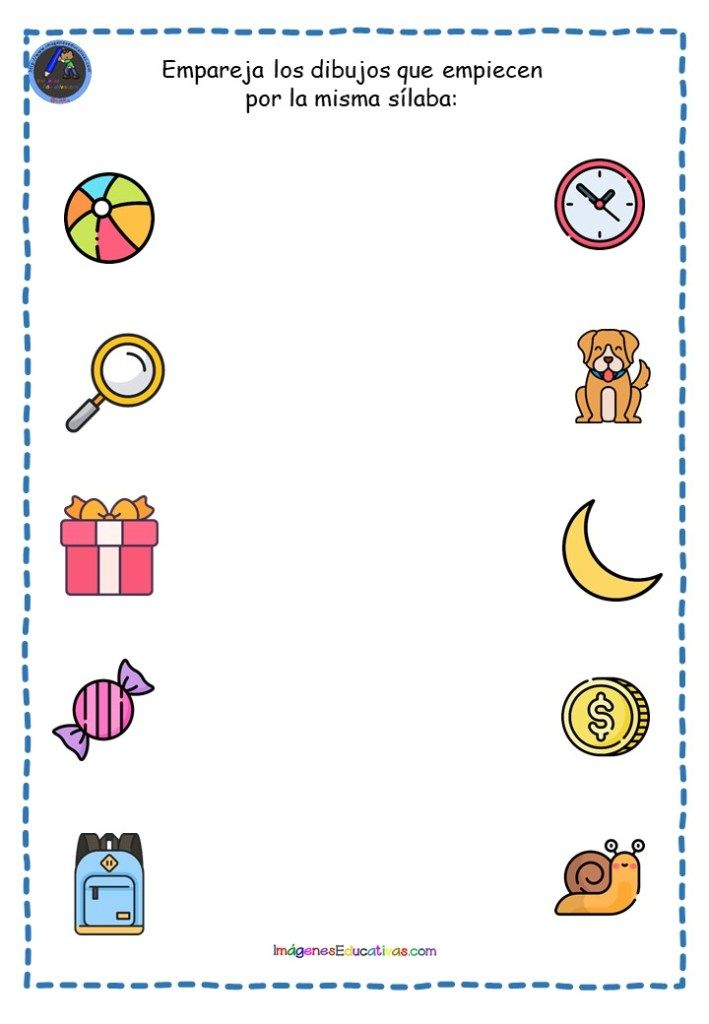 Empareja los dibujos que empiecen
por la misma sílaba:
$
ImágenesEducativas.com